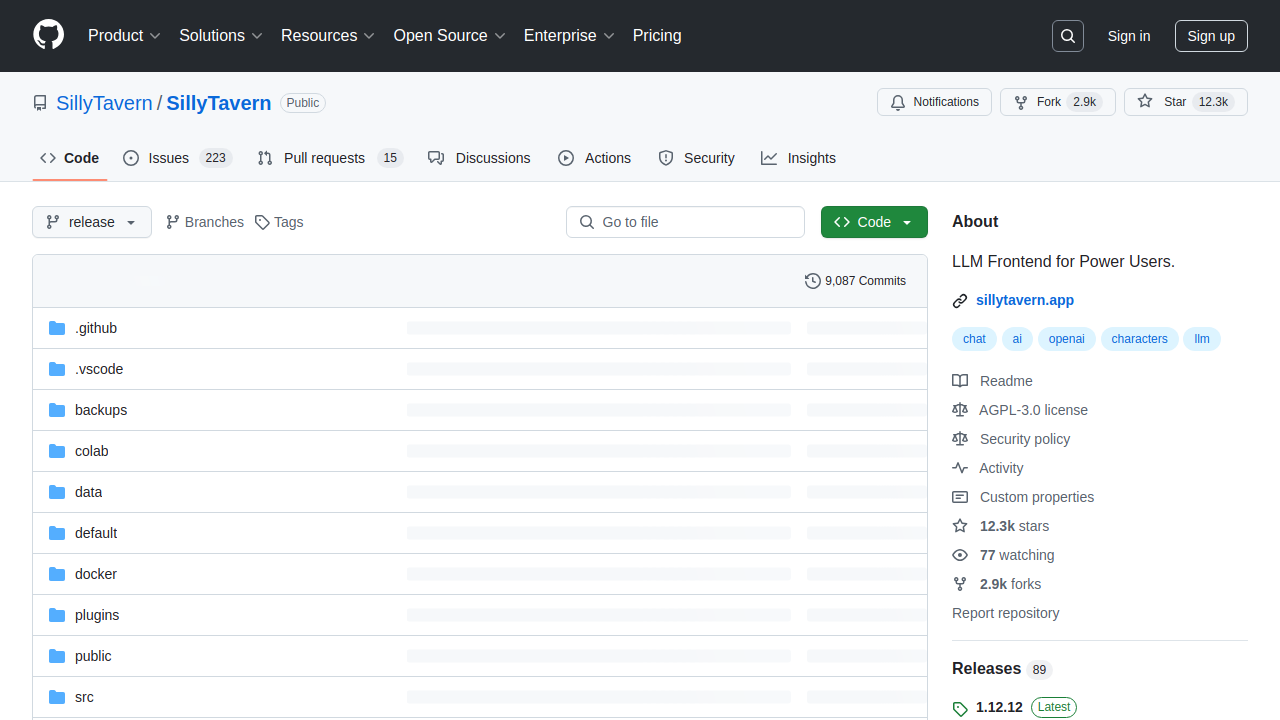 Product Solutions Resources Open Source Enterprise Pricing Sign in Sign up
SillyTavern / SillyTavern Public Notifications Fork 2.9k Star 12.3k
Code Issues 223 Pull requests 15 Discussions Actions Security Insights
release Branches Tags Go to file Code
9,087 Commits
.github
.vscode
backups
colab
data
default
docker
plugins
public
src
About
LLM Frontend for Power Users.
sillytavern.app
chat ai openai characters llm
Readme
AGPL-3.0 license
Security policy
Activity
Custom properties
12.3k stars
77 watching
2.9k forks
Report repository
Releases 89
1.12.12 Latest